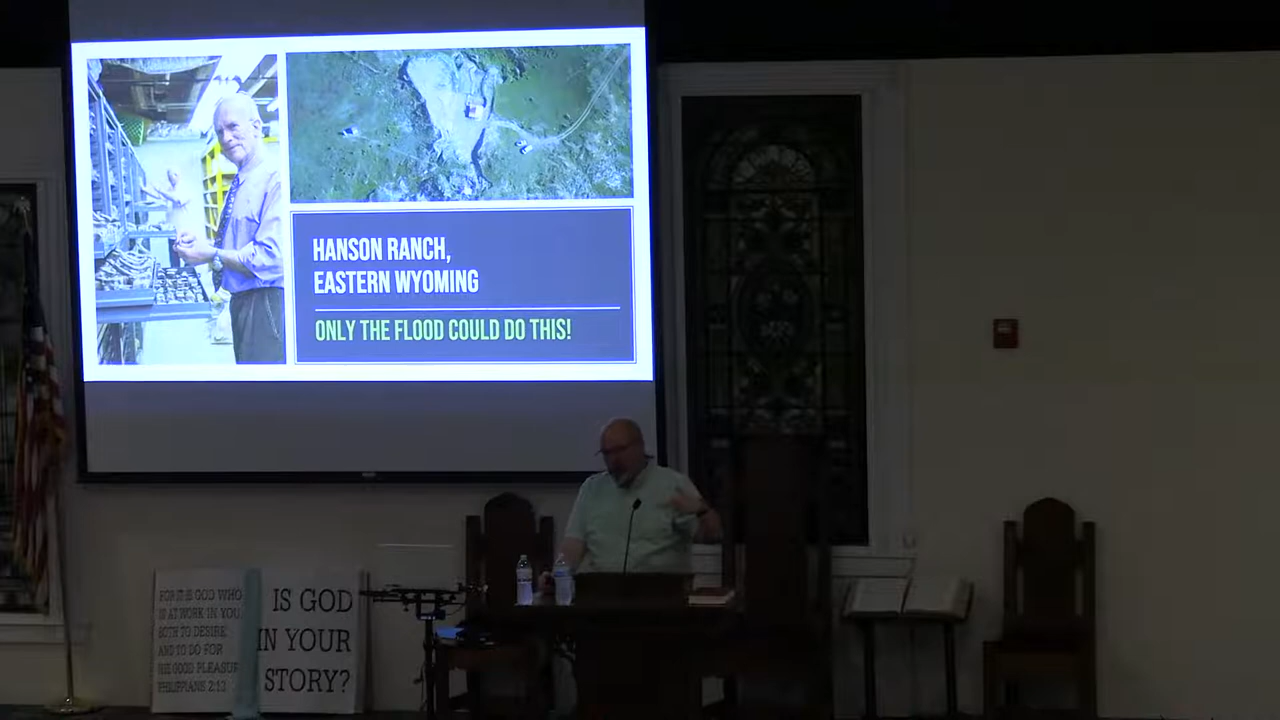 HANSON RANCH,
EASTERN WYOMING
ONLY THE FLOOD COULD DO THIS!
FOR IT IS GOD WHO
IS AT WORK IN YOU,
BOTH TO DESIRE
AND TO DO FOR
HIS GOOD PLEASUR
PHILIPPIANS 2:13
IS GOD
IN YOUR
STORY?